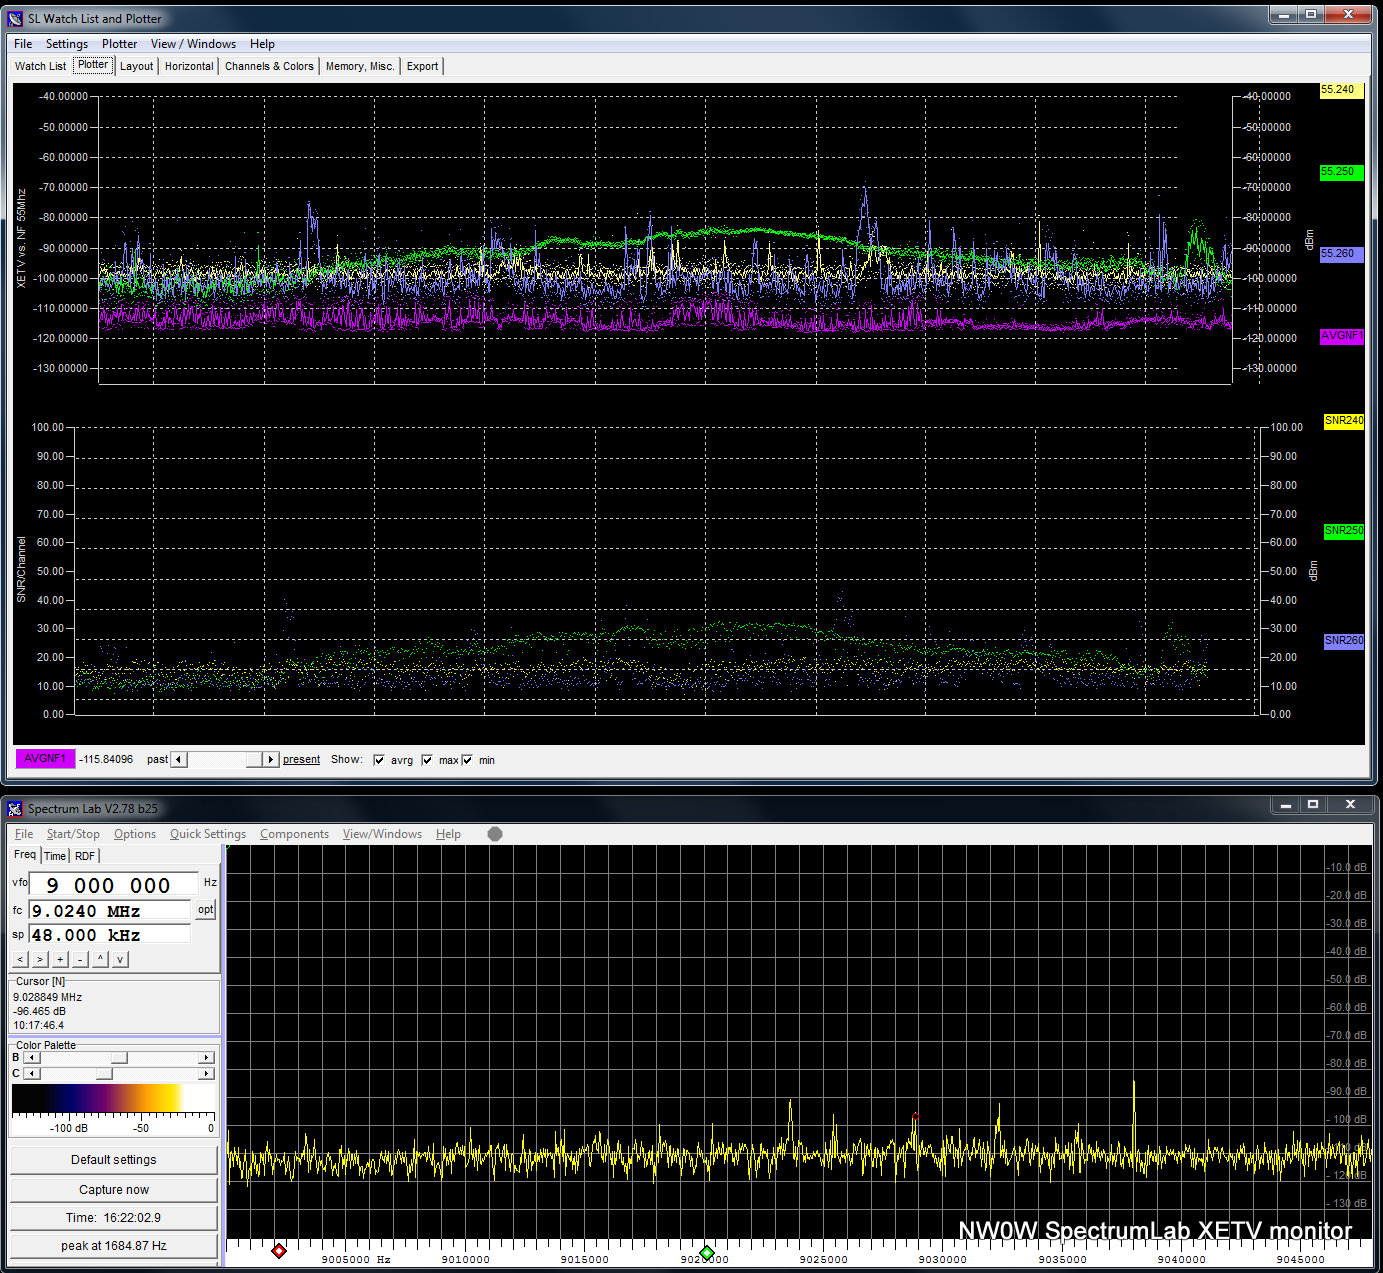 SL Watch List and Plotter
File Settings Plotter View / Windows Help
Watch List Plotter Layout Horizontal Channels & Colors Memory, Misc. Export
XETV vs. NF 55Mhz
-40.00000
-50.00000
-60.00000
-70.00000
-80.00000
-90.00000
-100.00000
-110.00000
-120.00000
-130.00000
-40.00000
-50.00000
-60.00000
-70.00000
-80.00000
-90.00000
-100.00000
-110.00000
-120.00000
-130.00000
dBm
55.240
55.250
55.260
AVGNF1
SNR/Channel
100.00
90.00
80.00
70.00
60.00
50.00
40.00
30.00
20.00
10.00
0.00
100.00
90.00
80.00
70.00
60.00
50.00
40.00
30.00
20.00
10.00
0.00
dBm
SNR240
SNR250
SNR260
AVGNF1 -115.84096 past present Show: avrg max min
Spectrum Lab V2.78 b25
File Start/Stop Options Quick Settings Components View/Windows Help
Freq Time RDF
vfo 9 000 000 Hz
fc 9.0240 MHz opt
sp 48.000 kHz
< > + - ^ v
Cursor [N]
9.028849 MHz
-96.465 dB
10:17:46.4
Color Palette
B
C
-100 dB -50 0
Default settings
Capture now
Time: 16:22:02.9
peak at 1684.87 Hz
-10.0 dB
-20.0 dB
-30.0 dB
-40.0 dB
-50.0 dB
-60.0 dB
-70.0 dB
-80.0 dB
-90.0 dB
-100 dB
-120 dB
-130 dB
NW0W SpectrumLab XETV monitor
9005000 Hz 9010000 9015000 9020000 9025000 9030000 9035000 9040000 9045000